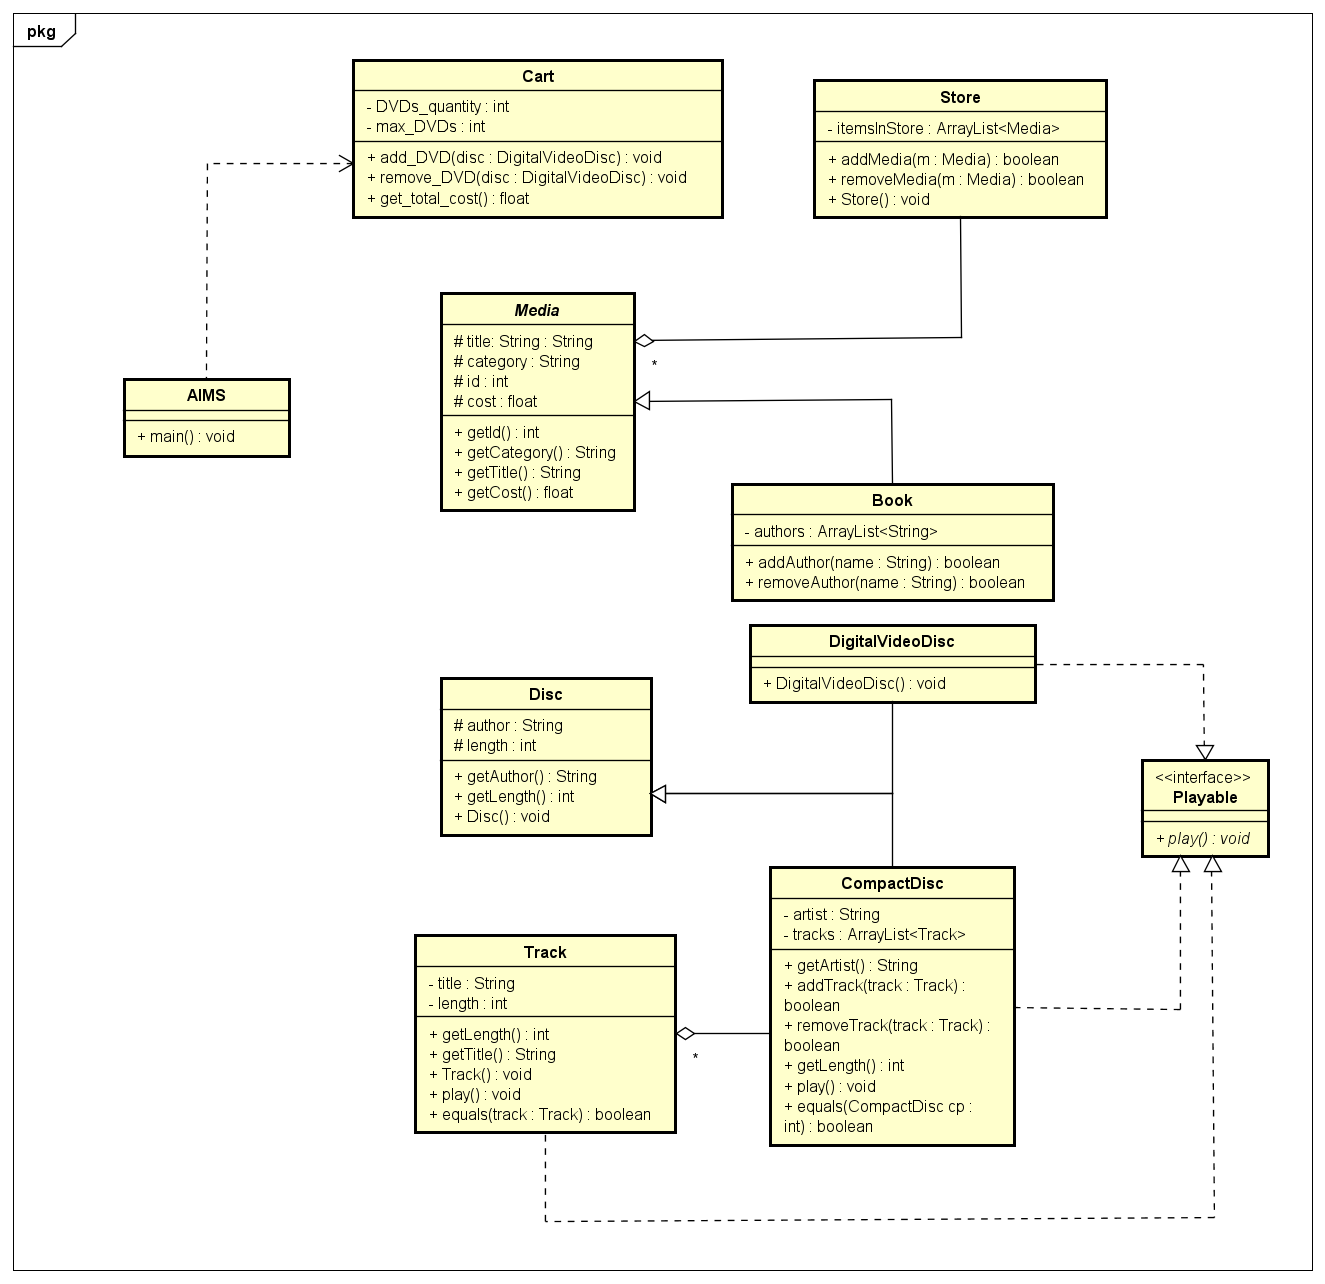 pkg
Cart
- DVDs_quantity : int
- max_DVDs : int
+ add_DVD(disc : DigitalVideoDisc) : void
+ remove_DVD(disc : DigitalVideoDisc) : void
+ get_total_cost() : float
Store
- itemsInStore : ArrayList<Media>
+ addMedia(m : Media) : boolean
+ removeMedia(m : Media) : boolean
+ Store() : void
Media
# title: String : String
# category : String
# id : int
# cost : float
+ getId() : int
+ getCategory() : String
+ getTitle() : String
+ getCost() : float
*
AIMS
+ main() : void
Book
- authors : ArrayList<String>
+ addAuthor(name : String) : boolean
+ removeAuthor(name : String) : boolean
DigitalVideoDisc
+ DigitalVideoDisc() : void
Disc
# author : String
# length : int
+ getAuthor() : String
+ getLength() : int
+ Disc() : void
<<interface>>
Playable
+ play() : void
CompactDisc
- artist : String
- tracks : ArrayList<Track>
+ getArtist() : String
+ addTrack(track : Track) :
boolean
+ removeTrack(track : Track) :
boolean
+ getLength() : int
+ play() : void
+ equals(CompactDisc cp :
int) : boolean
Track
- title : String
- length : int
+ getLength() : int
+ getTitle() : String
+ Track() : void
+ play() : void
+ equals(track : Track) : boolean
*